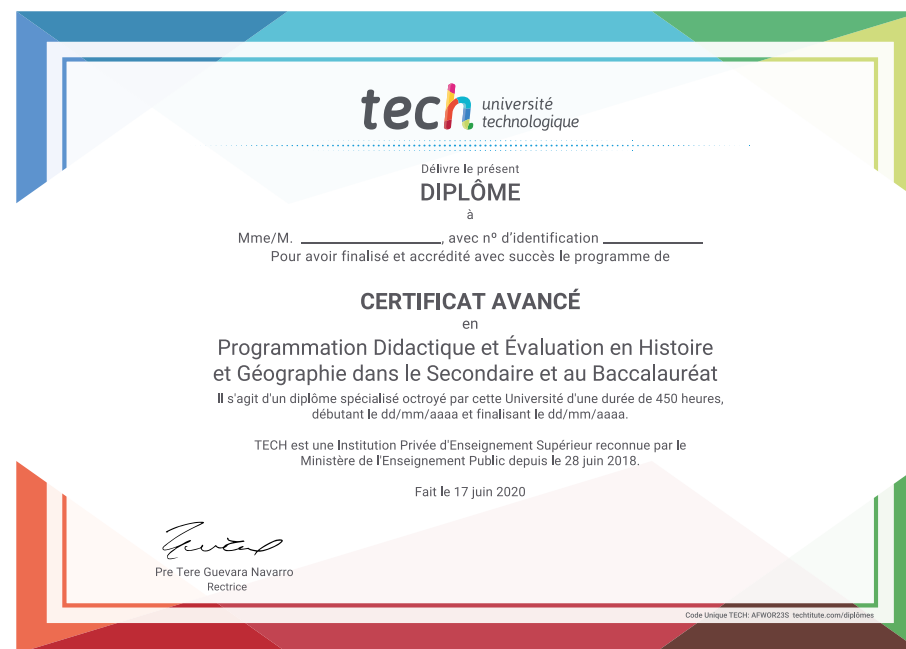 tech université
technologique
Délivre le présent
DIPLÔME
à
Mme/M. ____________________, avec nº d'identification ______________
Pour avoir finalisé et accrédité avec succès le programme de
CERTIFICAT AVANCÉ
en
Programmation Didactique et Évaluation en Histoire
et Géographie dans le Secondaire et au Baccalauréat
Il s'agit d'un diplôme spécialisé octroyé par cette Université d'une durée de 450 heures,
débutant le dd/mm/aaaa et finalisant le dd/mm/aaaa.
TECH est une Institution Privée d'Enseignement Supérieur reconnue par le
Ministère de l'Enseignement Public depuis le 28 juin 2018.
Fait le 17 juin 2020
Pre Tere Guevara Navarro
Rectrice
Code Unique TECH: AFWOR23S techtitute.com/diplômes